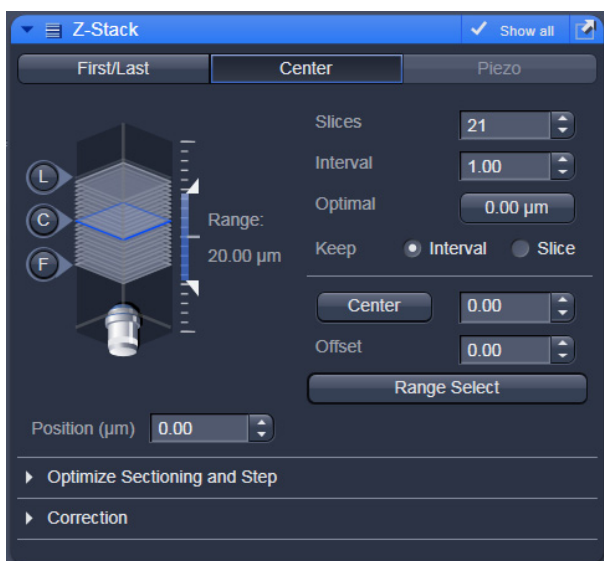 Z-Stack
Show all
First/Last
Center
Piezo
Slices
21
Interval
1.00
Optimal
0.00 µm
Keep
Interval
Slice
L
C
F
Range:
20.00 µm
Center
0.00
Offset
0.00
Range Select
Position (µm)
0.00
Optimize Sectioning and Step
Correction